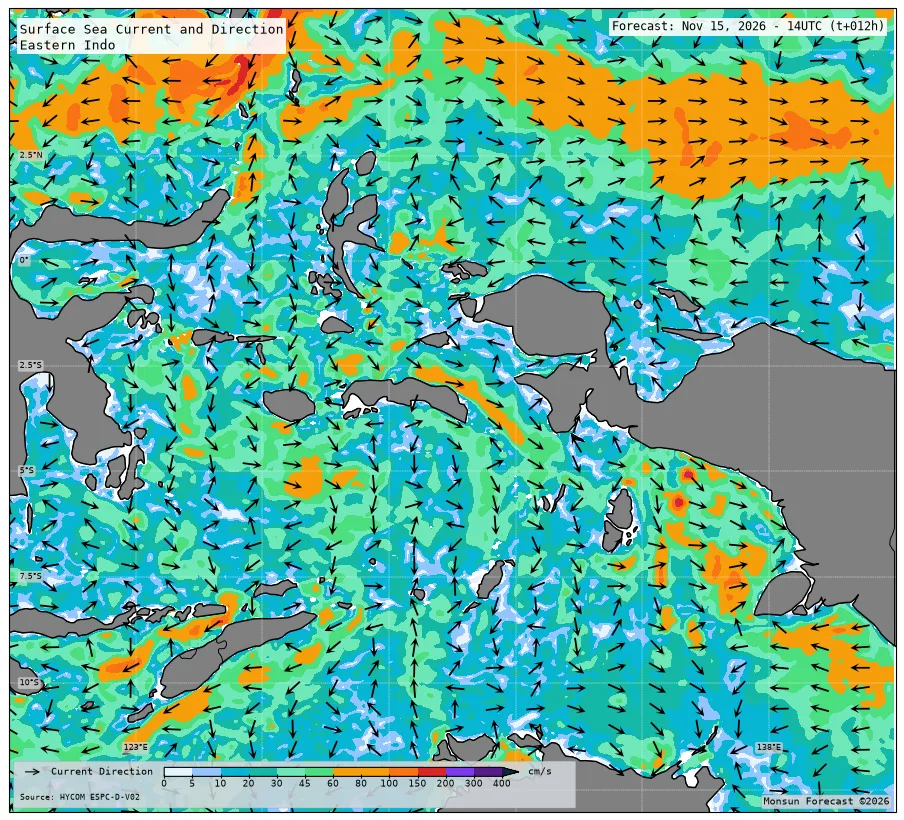 Surface Sea Current and Direction
Eastern Indo
Forecast: Nov 15, 2026 - 14UTC (t+012h)
2.5°N
0°
2.5°S
5°S
7.5°S
10°S
123°E
138°E
Current Direction
0 5 10 20 30 45 60 80 100 150 200 300 400 cm/s
Source: HYCOM ESPC-D-V02
Monsun Forecast ©2026